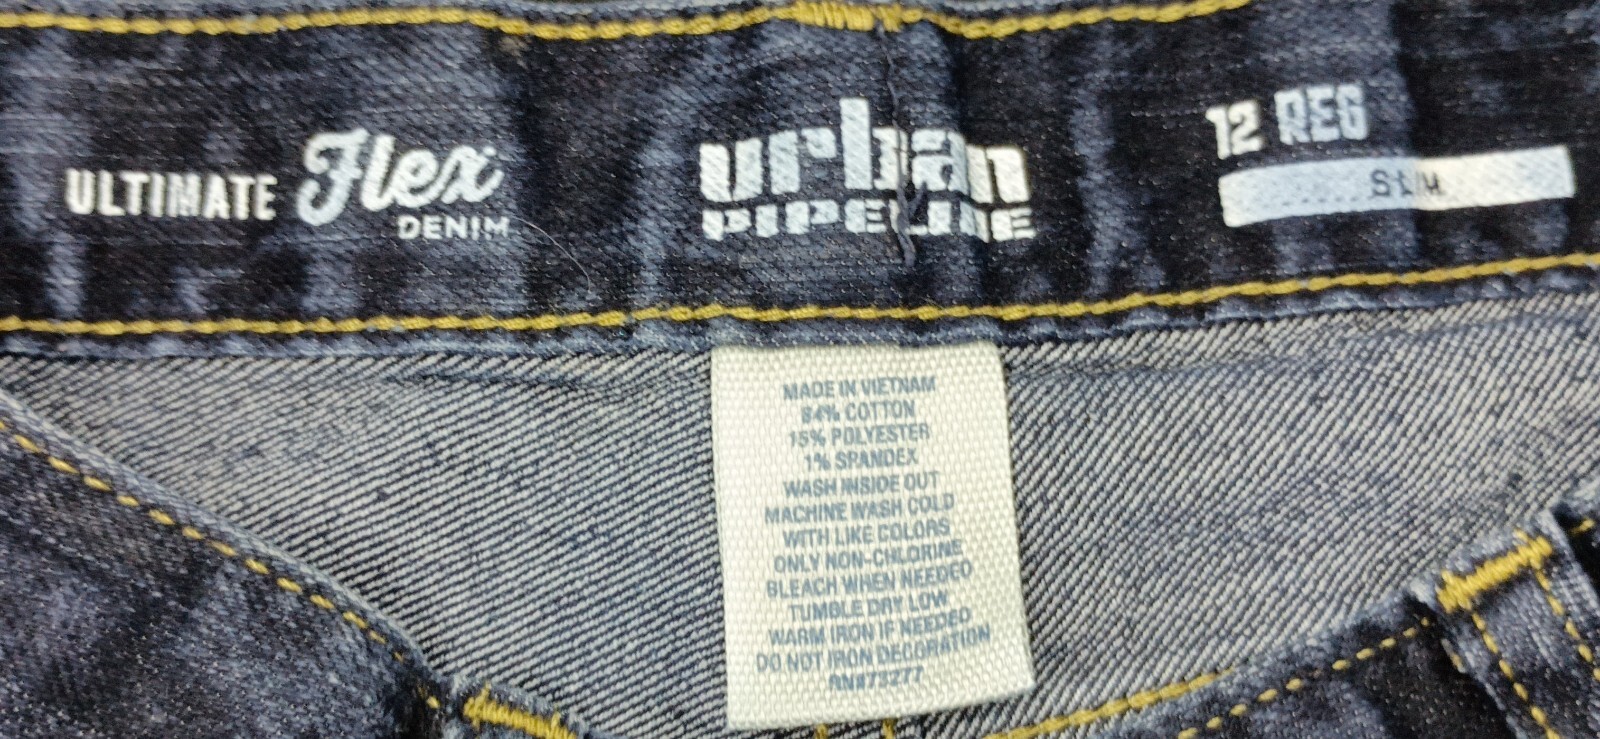 ULTIMATE Flex
DENIM
urban
PIPELINE
12 REG
SLIM
MADE IN VIETNAM
84% COTTON
15% POLYESTER
1% SPANDEX
WASH INSIDE OUT
MACHINE WASH COLD
WITH LIKE COLORS
ONLY NON-CHLORINE
BLEACH WHEN NEEDED
TUMBLE DRY LOW
WARM IRON IF NEEDED
DO NOT IRON DECORATION
RN#73277